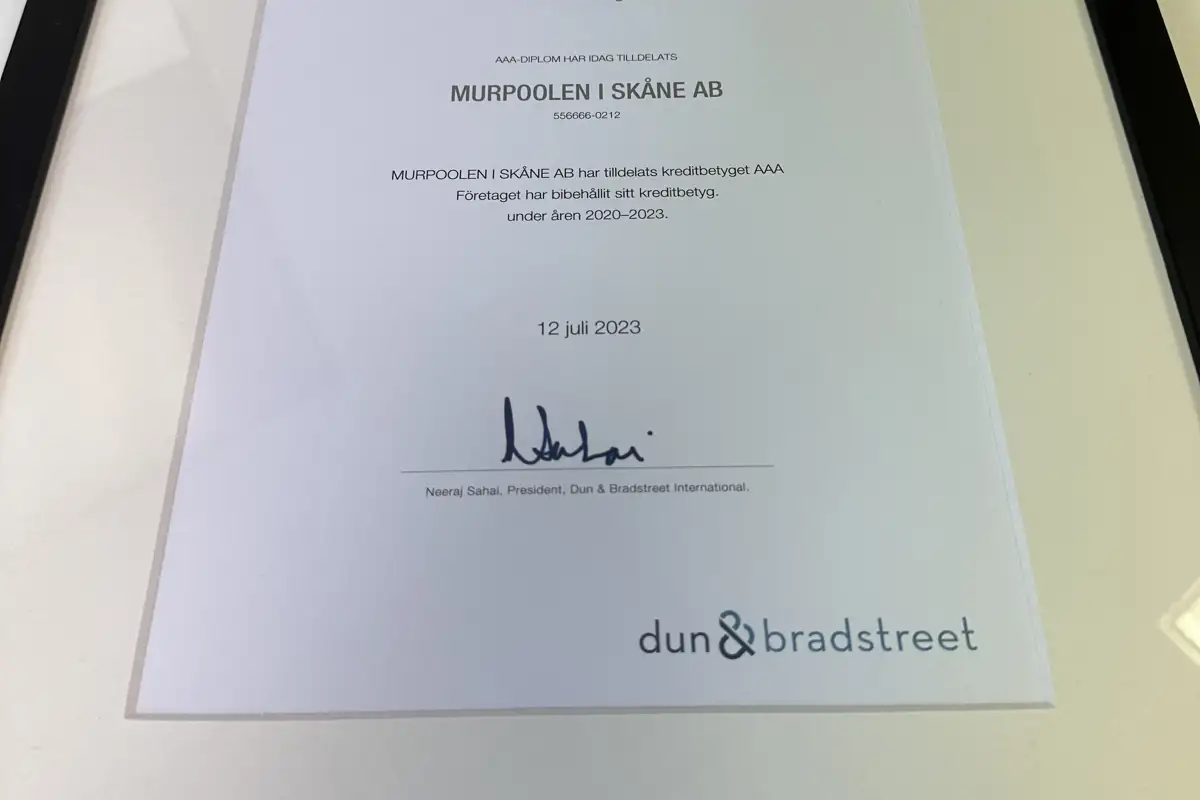 AAA-DIPLOM HAR IDAG TILLDELATS
MURPOOLEN I SKÅNE AB
556666-0212
MURPOOLEN I SKÅNE AB har tilldelats kreditbetyget AAA
Företaget har bibehållit sitt kreditbetyg.
under åren 2020–2023.
12 juli 2023
NSahai
Neeraj Sahai, President, Dun & Bradstreet International.
dun & bradstreet